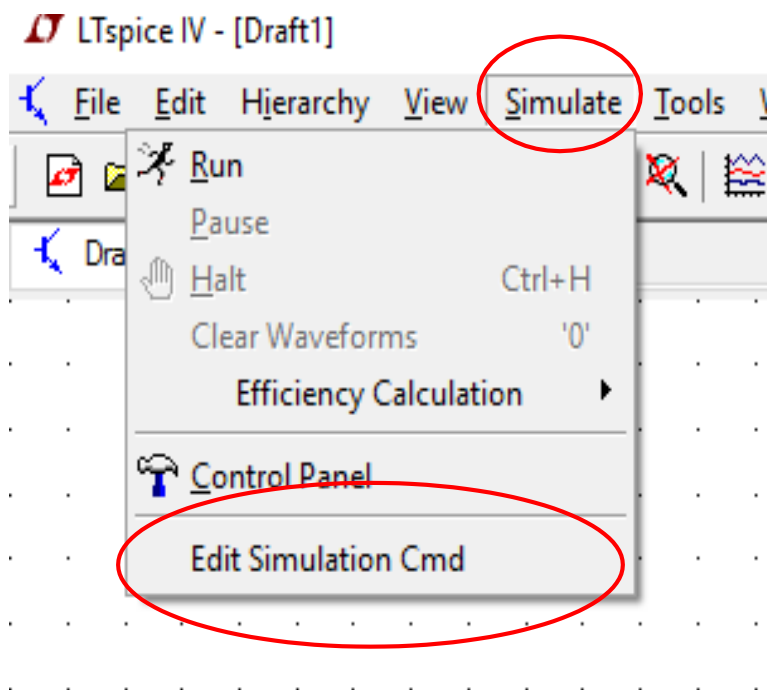 LTspice IV - [Draft1]
File Edit Hierarchy View Simulate Tools
Run
Pause
Dra
Halt Ctrl+H
Clear Waveforms '0'
Efficiency Calculation
Control Panel
Edit Simulation Cmd